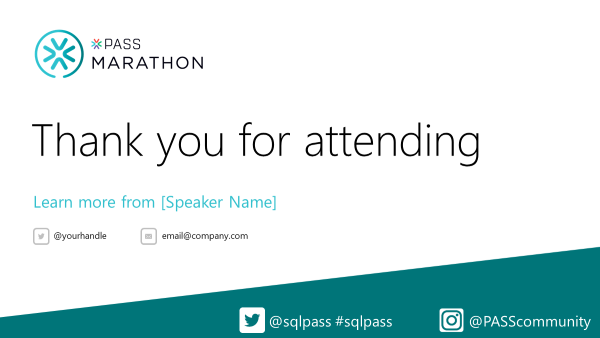 PASS
MARATHON
Thank you for attending
Learn more from [Speaker Name]
@yourhandle email@company.com
@sqlpass #sqlpass @PASScommunity